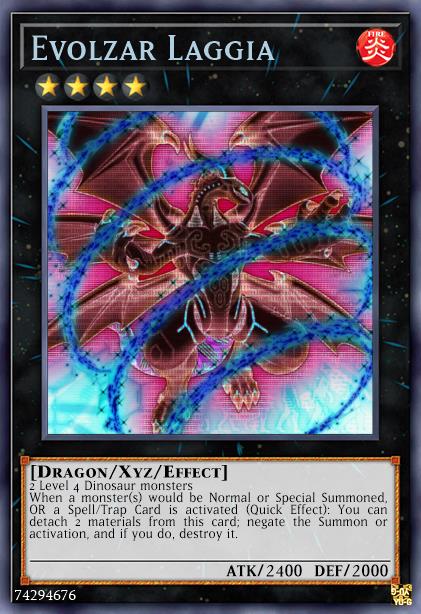 Evolzar Laggia
FIRE
炎
[Dragon/Xyz/Effect]
2 Level 4 Dinosaur monsters
When a monster(s) would be Normal or Special Summoned,
OR a Spell/Trap Card is activated (Quick Effect): You can
detach 2 materials from this card; negate the Summon or
activation, and if you do, destroy it.
ATK/2400 DEF/2000
74294676